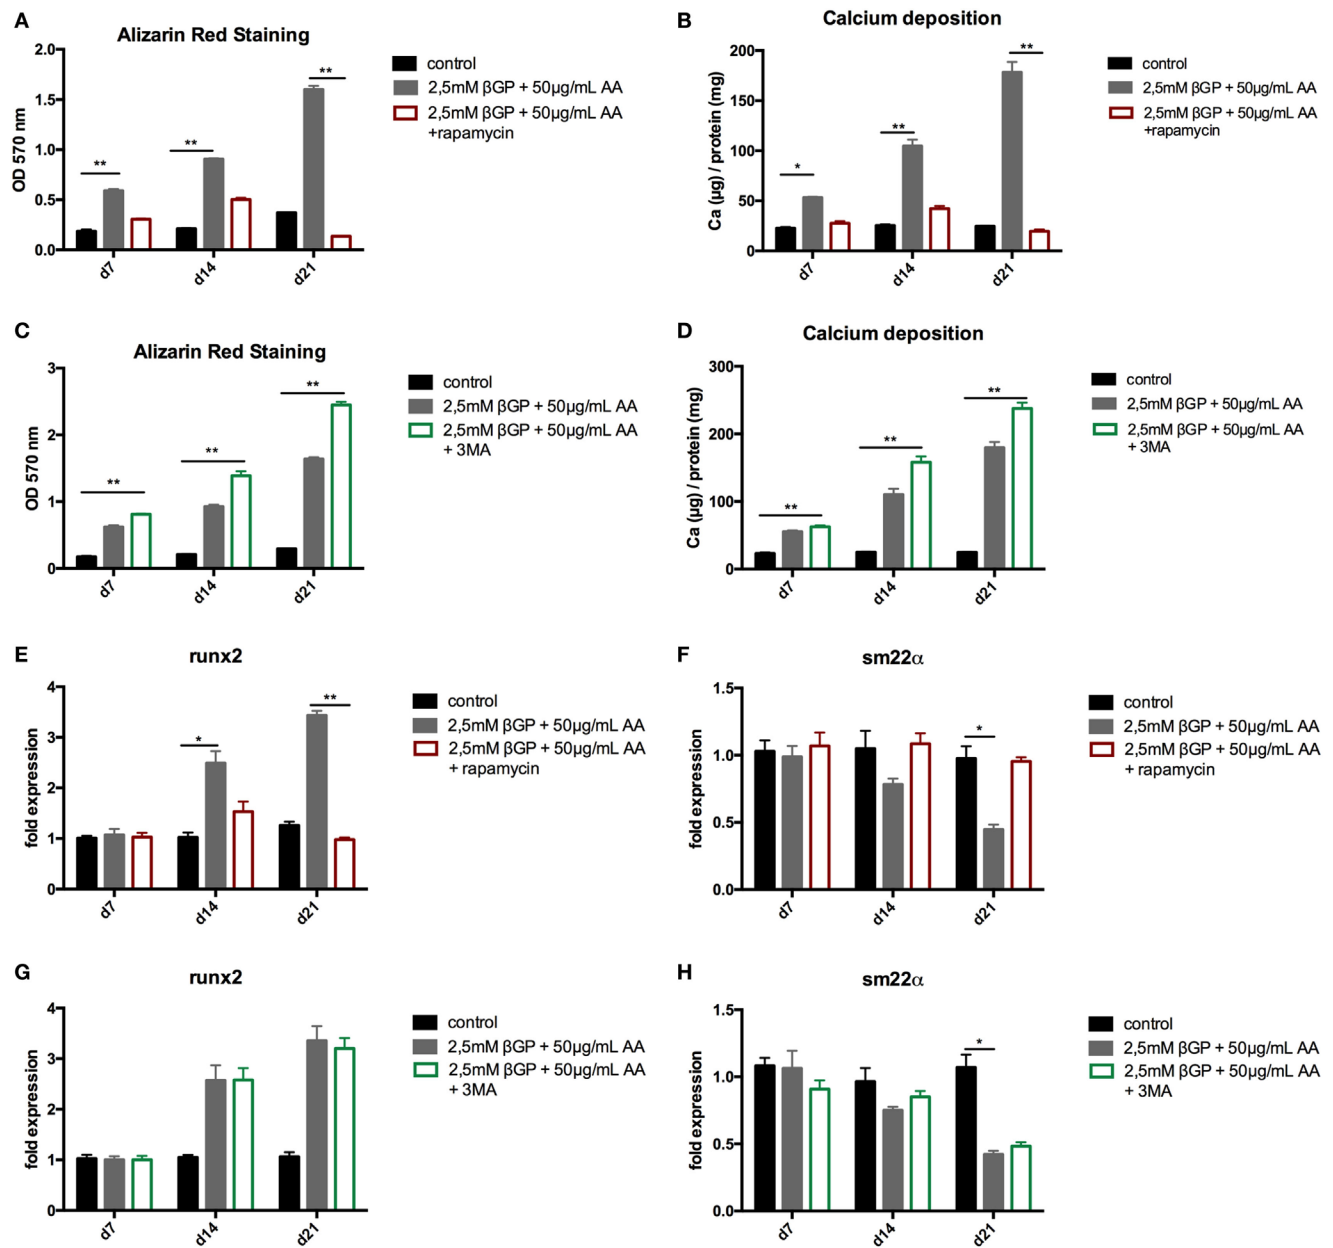 A
Alizarin Red Staining
OD 570 nm
2.0
1.5
1.0
0.5
0.0
**
**
**
d7
d14
d21
control
2,5mM βGP + 50µg/mL AA
2,5mM βGP + 50µg/mL AA
+rapamycin
B
Calcium deposition
Ca (µg) / protein (mg)
200
150
100
50
0
*
**
**
d7
d14
d21
control
2,5mM βGP + 50µg/mL AA
2,5mM βGP + 50µg/mL AA
+rapamycin
C
Alizarin Red Staining
OD 570 nm
3
2
1
0
**
**
**
d7
d14
d21
control
2,5mM βGP + 50µg/mL AA
2,5mM βGP + 50µg/mL AA
+ 3MA
D
Calcium deposition
Ca (µg) / protein (mg)
300
200
100
0
**
**
**
d7
d14
d21
control
2,5mM βGP + 50µg/mL AA
2,5mM βGP + 50µg/mL AA
+ 3MA
E
runx2
fold expression
4
3
2
1
0
*
**
d7
d14
d21
control
2,5mM βGP + 50µg/mL AA
2,5mM βGP + 50µg/mL AA
+ rapamycin
F
sm22α
fold expression
1.5
1.0
0.5
0.0
*
d7
d14
d21
control
2,5mM βGP + 50µg/mL AA
2,5mM βGP + 50µg/mL AA
+ rapamycin
G
runx2
fold expression
4
3
2
1
0
d7
d14
d21
control
2,5mM βGP + 50µg/mL AA
2,5mM βGP + 50µg/mL AA
+ 3MA
H
sm22α
fold expression
1.5
1.0
0.5
0.0
*
d7
d14
d21
control
2,5mM βGP + 50µg/mL AA
2,5mM βGP + 50µg/mL AA
+ 3MA